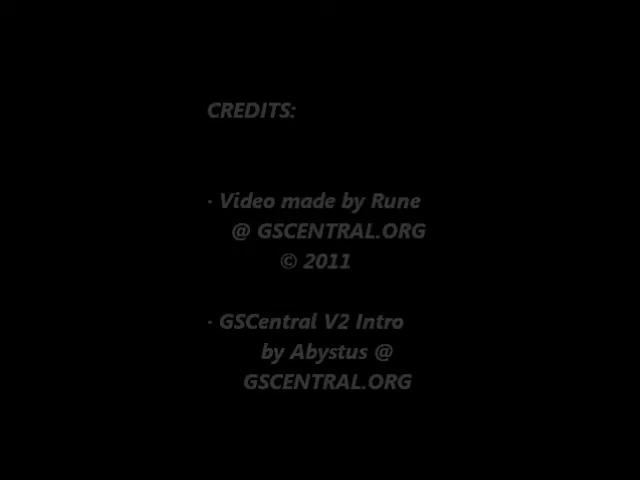 CREDITS:
· Video made by Rune
@ GSCENTRAL.ORG
© 2011
· GSCentral V2 Intro
by Abystus @
GSCENTRAL.ORG